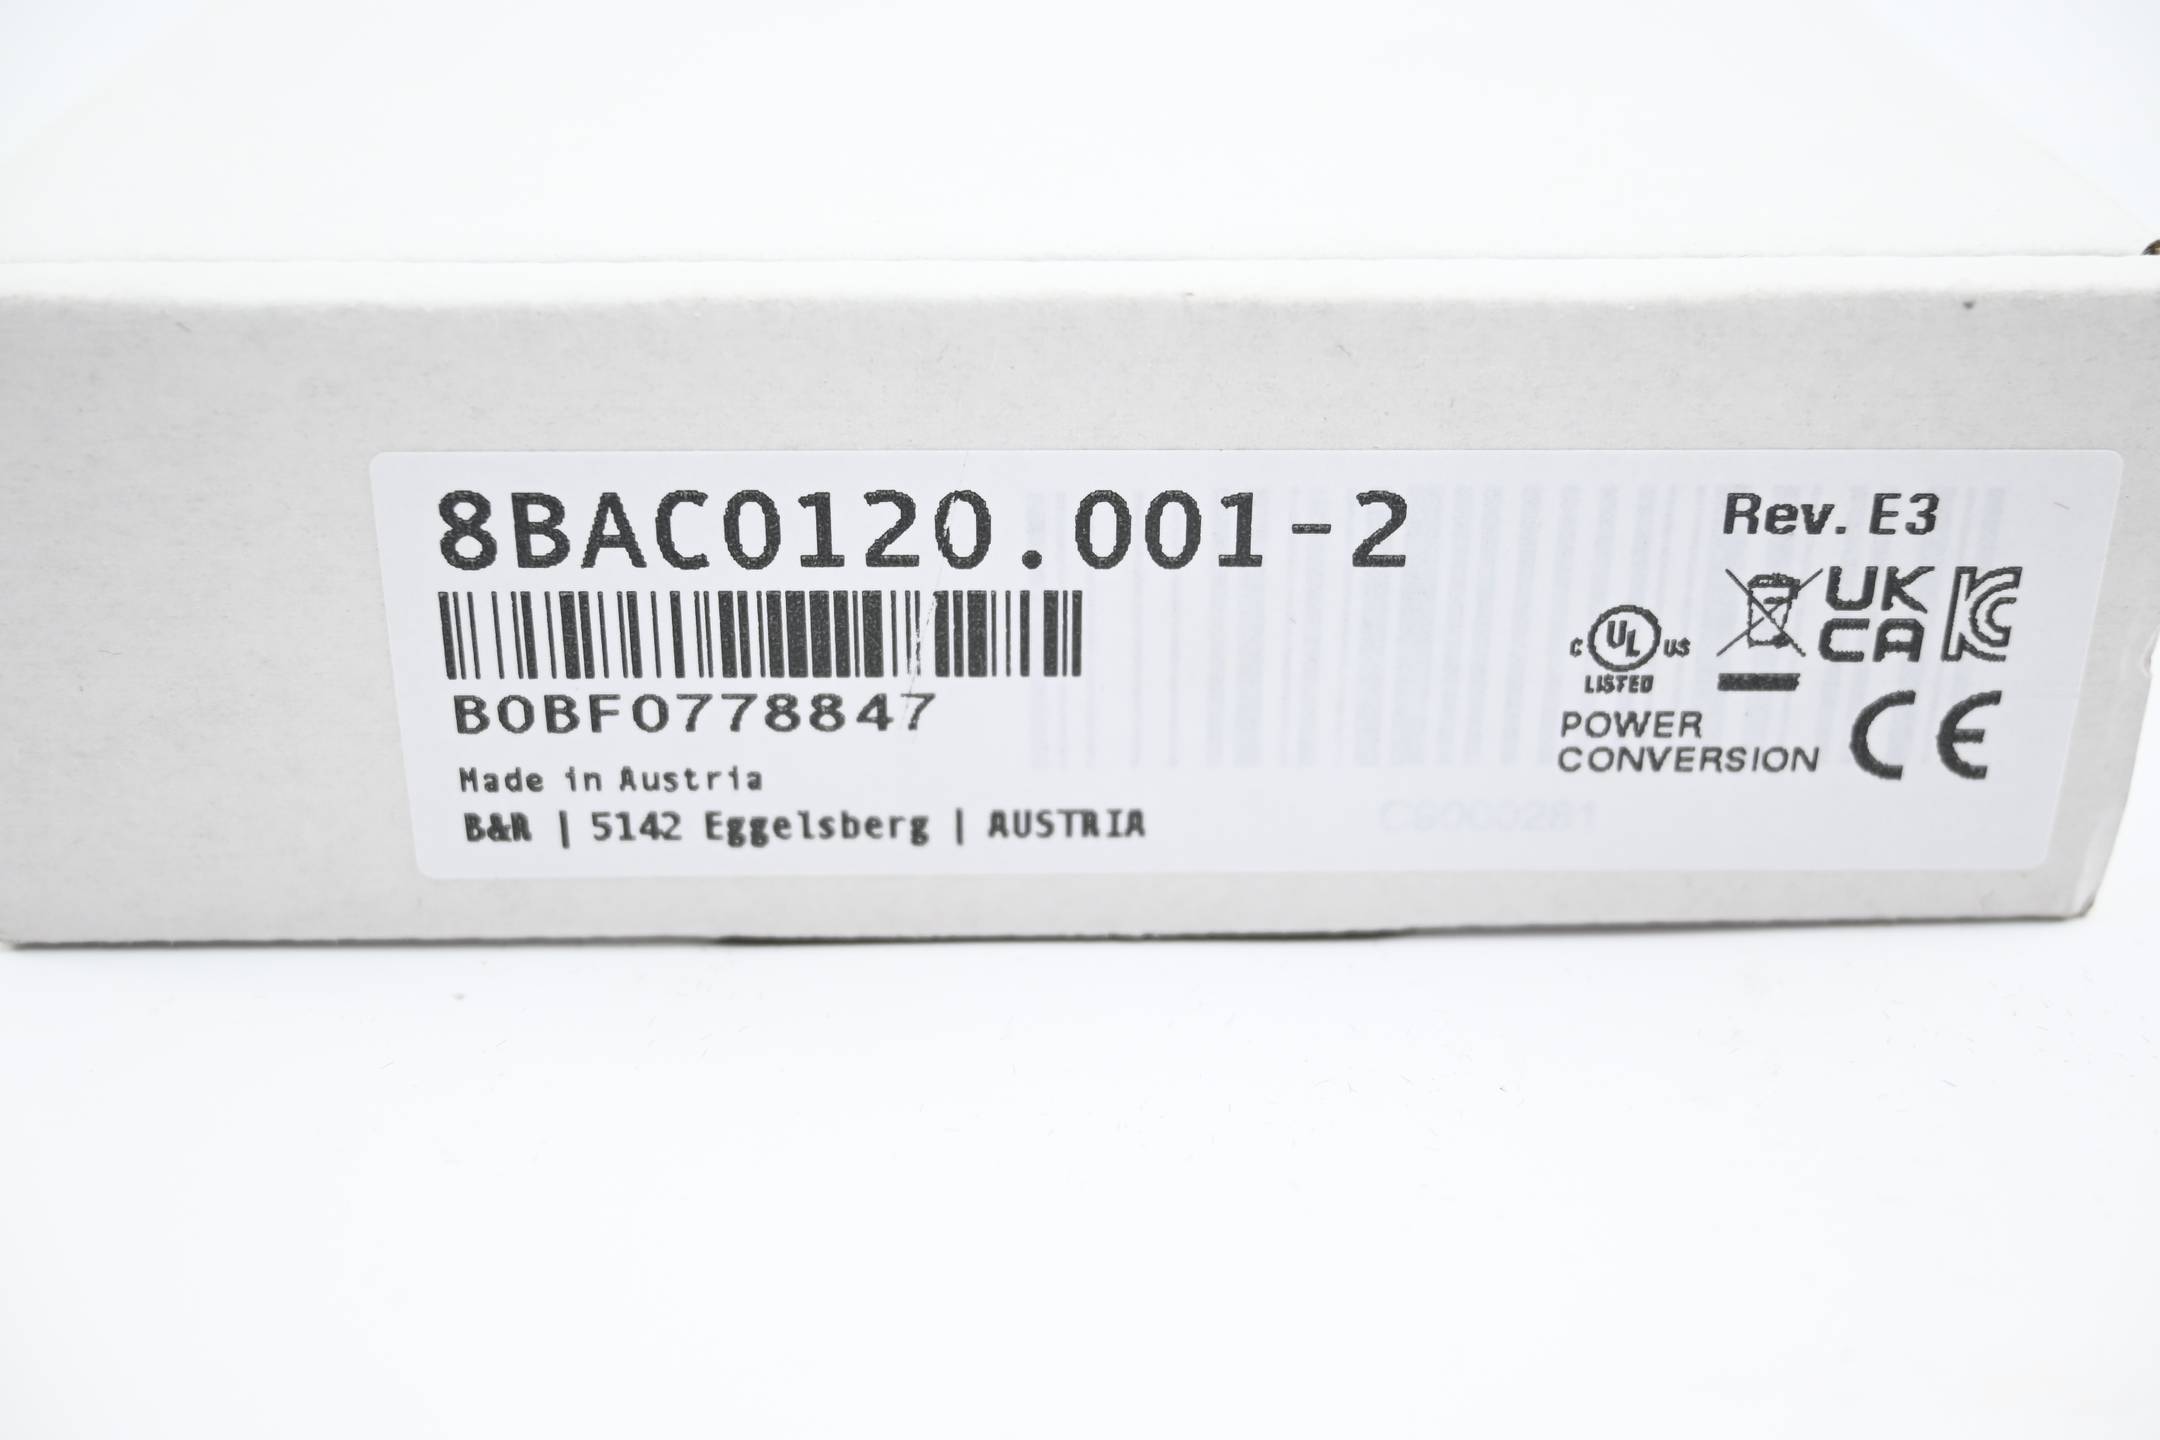 8BAC0120.001-2
Rev. E3
B0BF0778847
Made in Austria
B&R | 5142 Eggelsberg | AUSTRIA
C UL US
LISTED
UK
CA
KC
POWER
CONVERSION
CE